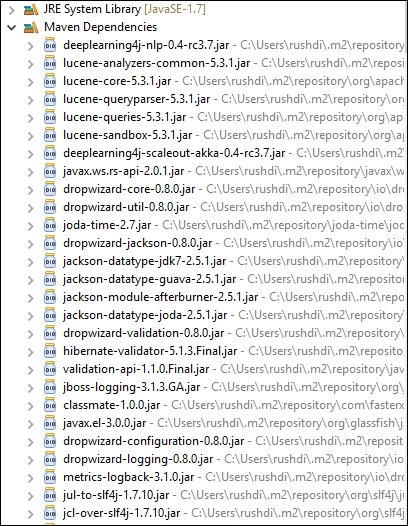 JRE System Library [JavaSE-1.7]
Maven Dependencies
deeplearning4j-nlp-0.4-rc3.7.jar - C:\Users\rushdi\.m2\repository
lucene-analyzers-common-5.3.1.jar - C:\Users\rushdi\.m2\reposi
lucene-core-5.3.1.jar - C:\Users\rushdi\.m2\repository\org\apach
lucene-queryparser-5.3.1.jar - C:\Users\rushdi\.m2\repository\o
lucene-queries-5.3.1.jar - C:\Users\rushdi\.m2\repository\org\ap
lucene-sandbox-5.3.1.jar - C:\Users\rushdi\.m2\repository\org\a
deeplearning4j-scaleout-akka-0.4-rc3.7.jar - C:\Users\rushdi\.m2
javax.ws.rs-api-2.0.1.jar - C:\Users\rushdi\.m2\repository\javax\w
dropwizard-core-0.8.0.jar - C:\Users\rushdi\.m2\repository\io\dro
dropwizard-util-0.8.0.jar - C:\Users\rushdi\.m2\repository\io\drop
joda-time-2.7.jar - C:\Users\rushdi\.m2\repository\joda-time\jod
dropwizard-jackson-0.8.0.jar - C:\Users\rushdi\.m2\repository\io\
jackson-datatype-jdk7-2.5.1.jar - C:\Users\rushdi\.m2\repository
jackson-datatype-guava-2.5.1.jar - C:\Users\rushdi\.m2\repositor
jackson-module-afterburner-2.5.1.jar - C:\Users\rushdi\.m2\repo
jackson-datatype-joda-2.5.1.jar - C:\Users\rushdi\.m2\repository
dropwizard-validation-0.8.0.jar - C:\Users\rushdi\.m2\repository
hibernate-validator-5.1.3.Final.jar - C:\Users\rushdi\.m2\reposito
validation-api-1.1.0.Final.jar - C:\Users\rushdi\.m2\repository\jav
jboss-logging-3.1.3.GA.jar - C:\Users\rushdi\.m2\repository\org\
classmate-1.0.0.jar - C:\Users\rushdi\.m2\repository\com\fasterx
javax.el-3.0.0.jar - C:\Users\rushdi\.m2\repository\org\glassfish\j
dropwizard-configuration-0.8.0.jar - C:\Users\rushdi\.m2\reposit
dropwizard-logging-0.8.0.jar - C:\Users\rushdi\.m2\repository\io
metrics-logback-3.1.0.jar - C:\Users\rushdi\.m2\repository\io\dro
jul-to-slf4j-1.7.10.jar - C:\Users\rushdi\.m2\repository\org\slf4j\ju
jcl-over-slf4j-1.7.10.jar - C:\Users\rushdi\.m2\repository\org\slf4j